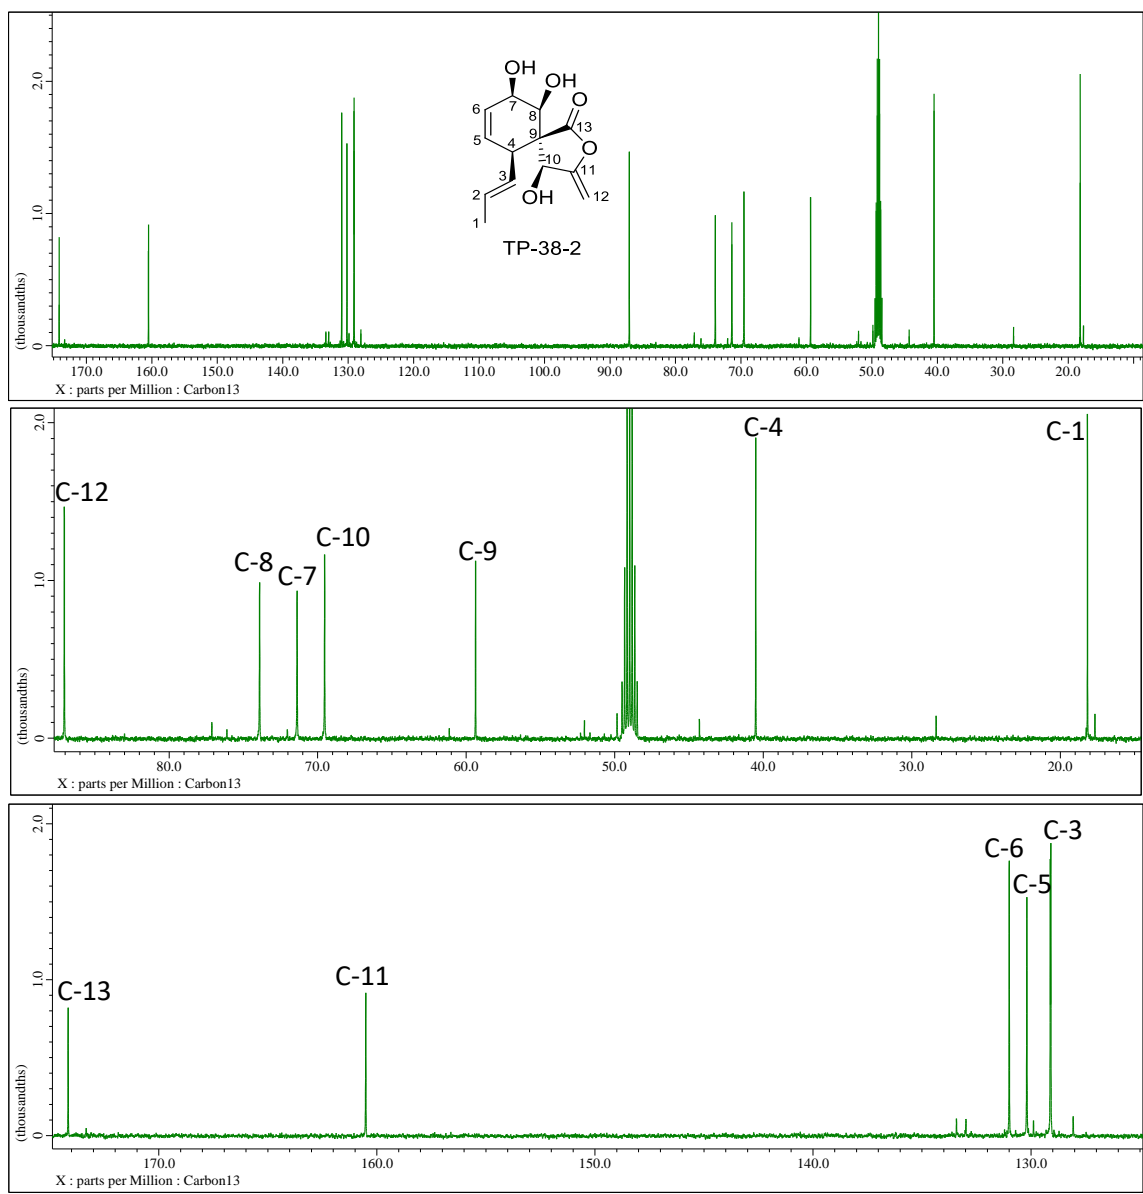 2.0
1.0
0
(thousandths)
OH
OH
O
7
8
6
5
9
13
4
O
10
11
3
2
OH
12
1
TP-38-2
170.0 160.0 150.0 140.0 130.0 120.0 110.0 100.0 90.0 80.0 70.0 60.0 50.0 40.0 30.0 20.0
X : parts per Million : Carbon13
2.0
1.0
0
(thousandths)
C-12
C-8
C-7
C-10
C-9
C-4
C-1
80.0 70.0 60.0 50.0 40.0 30.0 20.0
X : parts per Million : Carbon13
2.0
1.0
0
(thousandths)
C-13
C-11
C-6
C-5
C-3
170.0 160.0 150.0 140.0 130.0
X : parts per Million : Carbon13